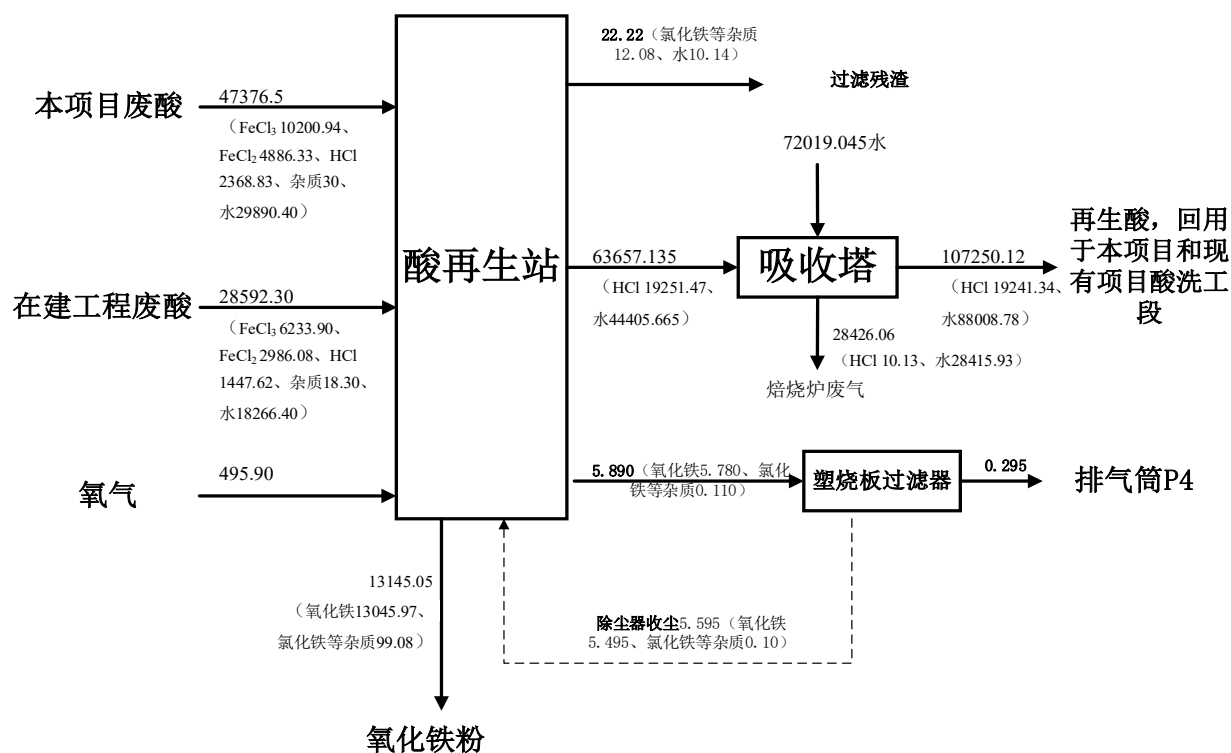 22.22（氯化铁等杂质
12.08、水10.14）
过滤残渣
本项目废酸
47376.5
（FeCl₃ 10200.94、
FeCl₂ 4886.33、HCl
2368.83、杂质30、
水29890.40）
72019.045水
酸再生站
63657.135
（HCl 19251.47、
水44405.665）
吸收塔
107250.12
（HCl 19241.34、
水88008.78）
再生酸，回用
于本项目和现
有项目酸洗工
段
在建工程废酸
28592.30
（FeCl₃ 6233.90、
FeCl₂ 2986.08、HCl
1447.62、杂质18.30、
水18266.40）
28426.06
（HCl 10.13、水28415.93）
焙烧炉废气
氧气
495.90
5.890（氧化铁5.780、氯化
铁等杂质0.110）
塑烧板过滤器
0.295
排气筒P4
13145.05
（氧化铁13045.97、
氯化铁等杂质99.08）
除尘器收尘5.595（氧化铁
5.495、氯化铁等杂质0.10）
氧化铁粉